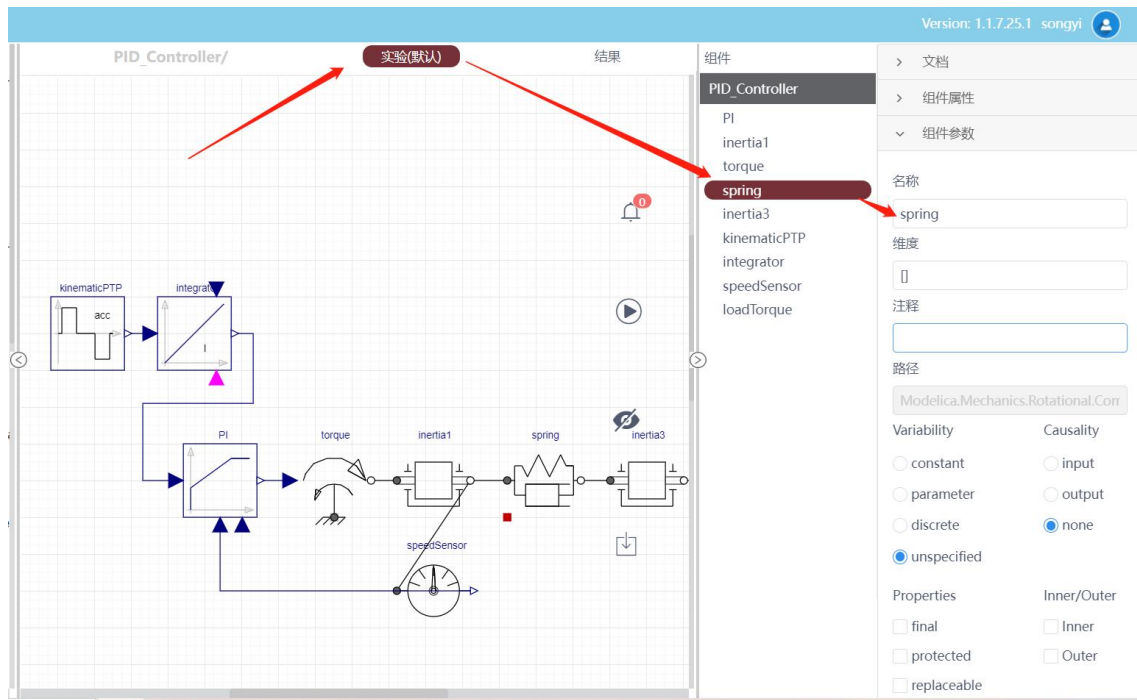 Version: 1.1.7.25.1 songyi
PID_Controller/
实验(默认)
结果
kinematicPTP
acc
integrator
I
PI
torque
inertia1
spring
inertia3
speedSensor
0
组件
PID_Controller
PI
inertia1
torque
spring
inertia3
kinematicPTP
integrator
speedSensor
loadTorque
文档
组件属性
组件参数
名称
spring
维度
[]
注释
路径
Modelica.Mechanics.Rotational.Com
Variability
Causality
constant
input
parameter
output
discrete
none
unspecified
Properties
Inner/Outer
final
Inner
protected
Outer
replaceable